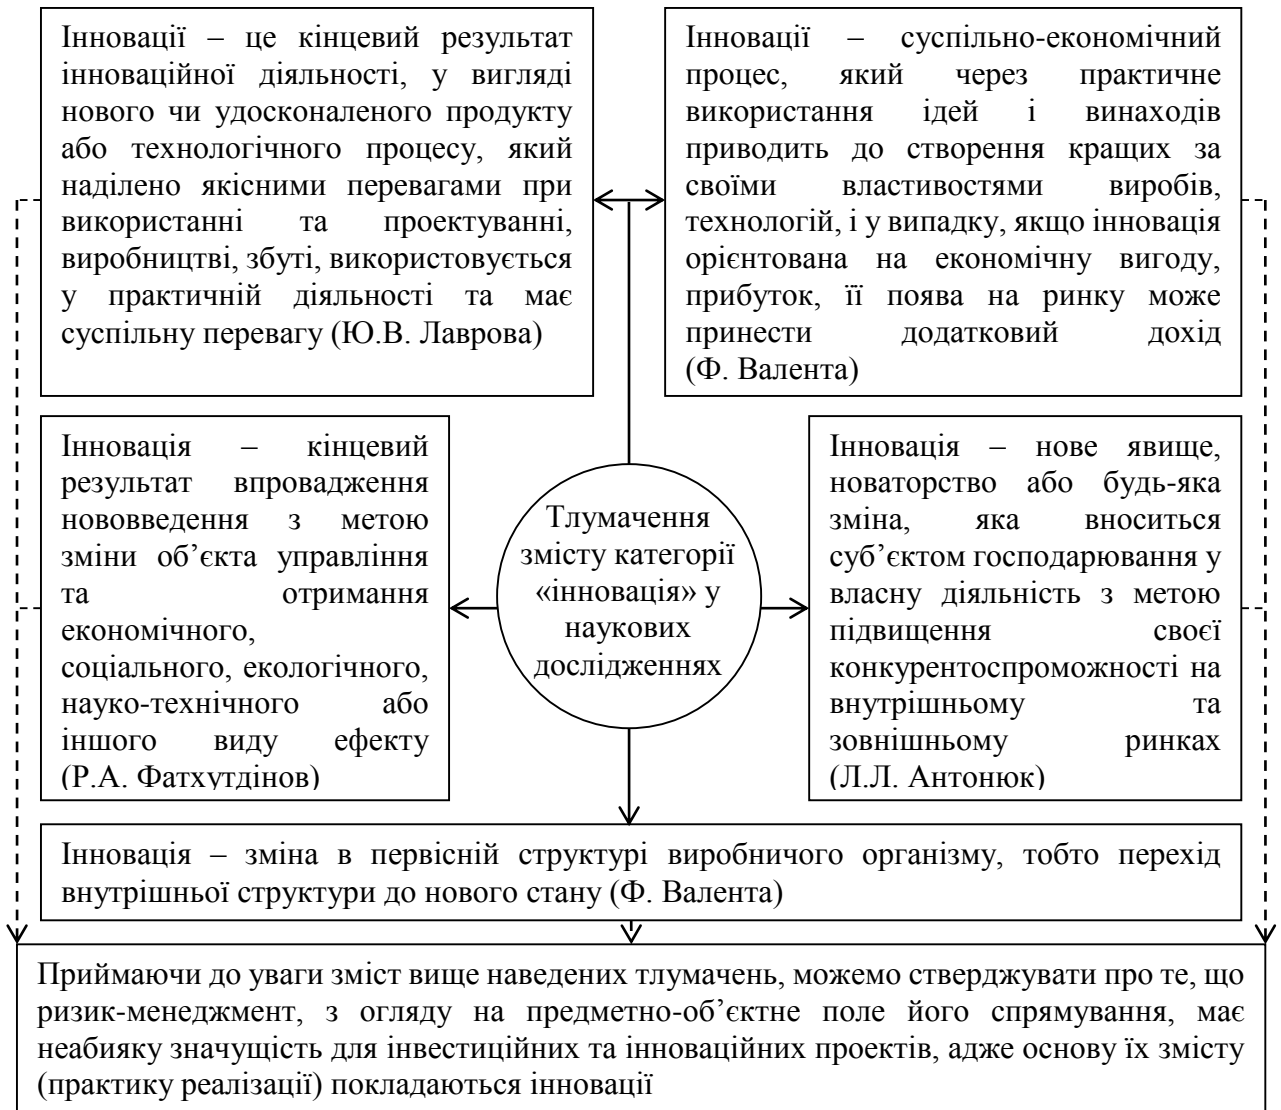 Інновації – це кінцевий результат
інноваційної діяльності, у вигляді
нового чи удосконаленого продукту
або технологічного процесу, який
наділено якісними перевагами при
використанні та проектуванні,
виробництві, збуті, використовується
у практичній діяльності та має
суспільну перевагу (Ю.В. Лаврова)
Інновації – суспільно-економічний
процес, який через практичне
використання ідей і винаходів
приводить до створення кращих за
своїми властивостями виробів,
технологій, і у випадку, якщо інновація
орієнтована на економічну вигоду,
прибуток, її поява на ринку може
принести додатковий дохід
(Ф. Валента)
Інновація – кінцевий
результат впровадження
нововведення з метою
зміни об’єкта управління
та отримання
економічного,
соціального, екологічного,
науко-технічного або
іншого виду ефекту
(Р.А. Фатхутдінов)
Тлумачення
змісту категорії
«інновація» у
наукових
дослідженнях
Інновація – нове явище,
новаторство або будь-яка
зміна, яка вноситься
суб’єктом господарювання у
власну діяльність з метою
підвищення своєї
конкурентоспроможності на
внутрішньому та
зовнішньому ринках
(Л.Л. Антонюк)
Інновація – зміна в первісній структурі виробничого організму, тобто перехід
внутрішньої структури до нового стану (Ф. Валента)
Приймаючи до уваги зміст вище наведених тлумачень, можемо стверджувати про те, що
ризик-менеджмент, з огляду на предметно-об’єктне поле його спрямування, має
неабияку значущість для інвестиційних та інноваційних проектів, адже основу їх змісту
(практику реалізації) покладаються інновації